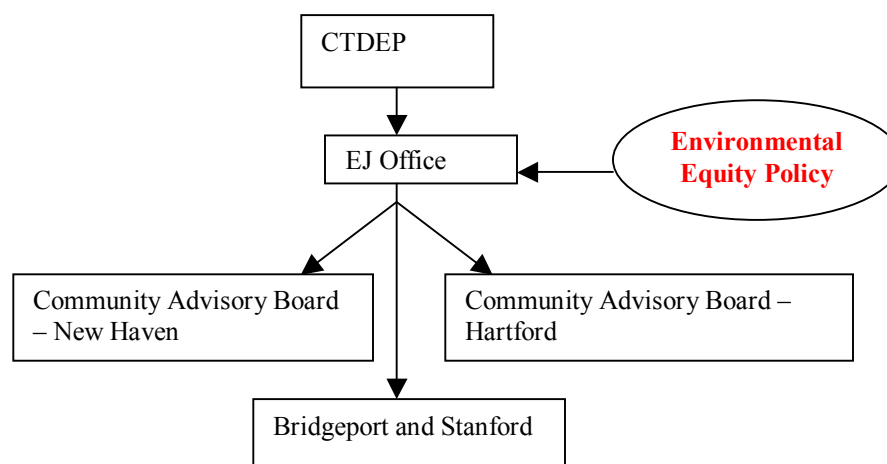 CTDEP
EJ Office
Environmental
Equity Policy
Community Advisory Board
– New Haven
Community Advisory Board –
Hartford
Bridgeport and Stanford